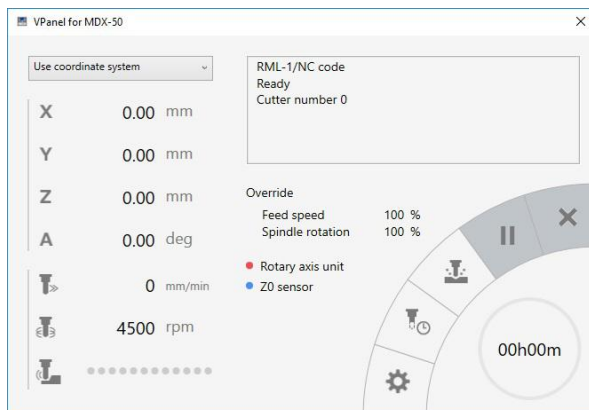 VPanel for MDX-50
Use coordinate system
X 0.00 mm
Y 0.00 mm
Z 0.00 mm
A 0.00 deg
0 mm/min
4500 rpm
RML-1/NC code
Ready
Cutter number 0
Override
Feed speed 100 %
Spindle rotation 100 %
Rotary axis unit
Z0 sensor
00h00m